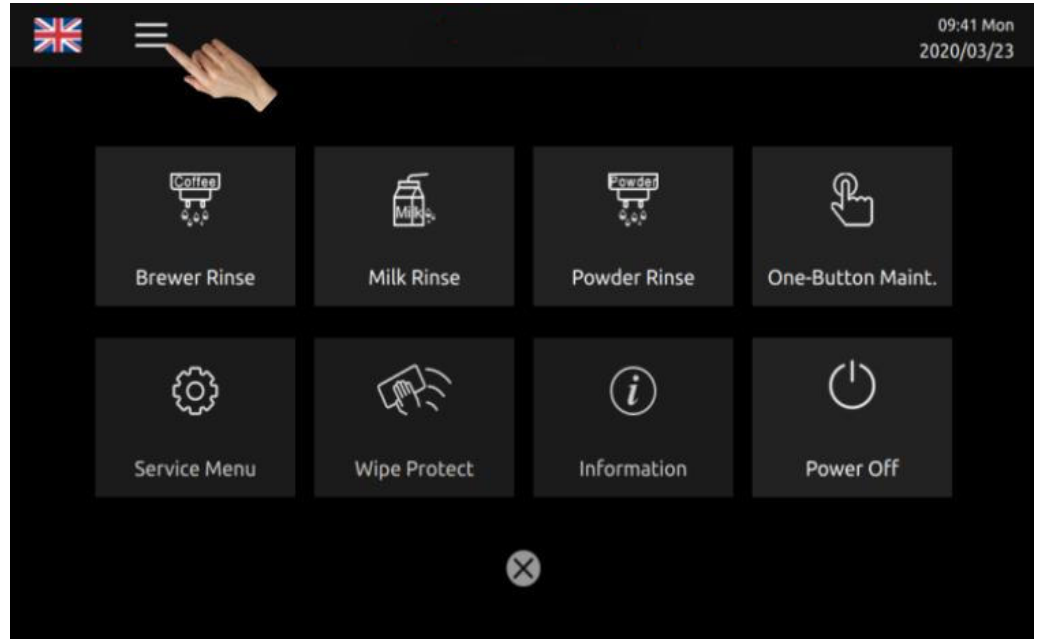 09:41 Mon
2020/03/23
Coffee
Milk
Powder
Brewer Rinse
Milk Rinse
Powder Rinse
One-Button Maint.
i
Service Menu
Wipe Protect
Information
Power Off